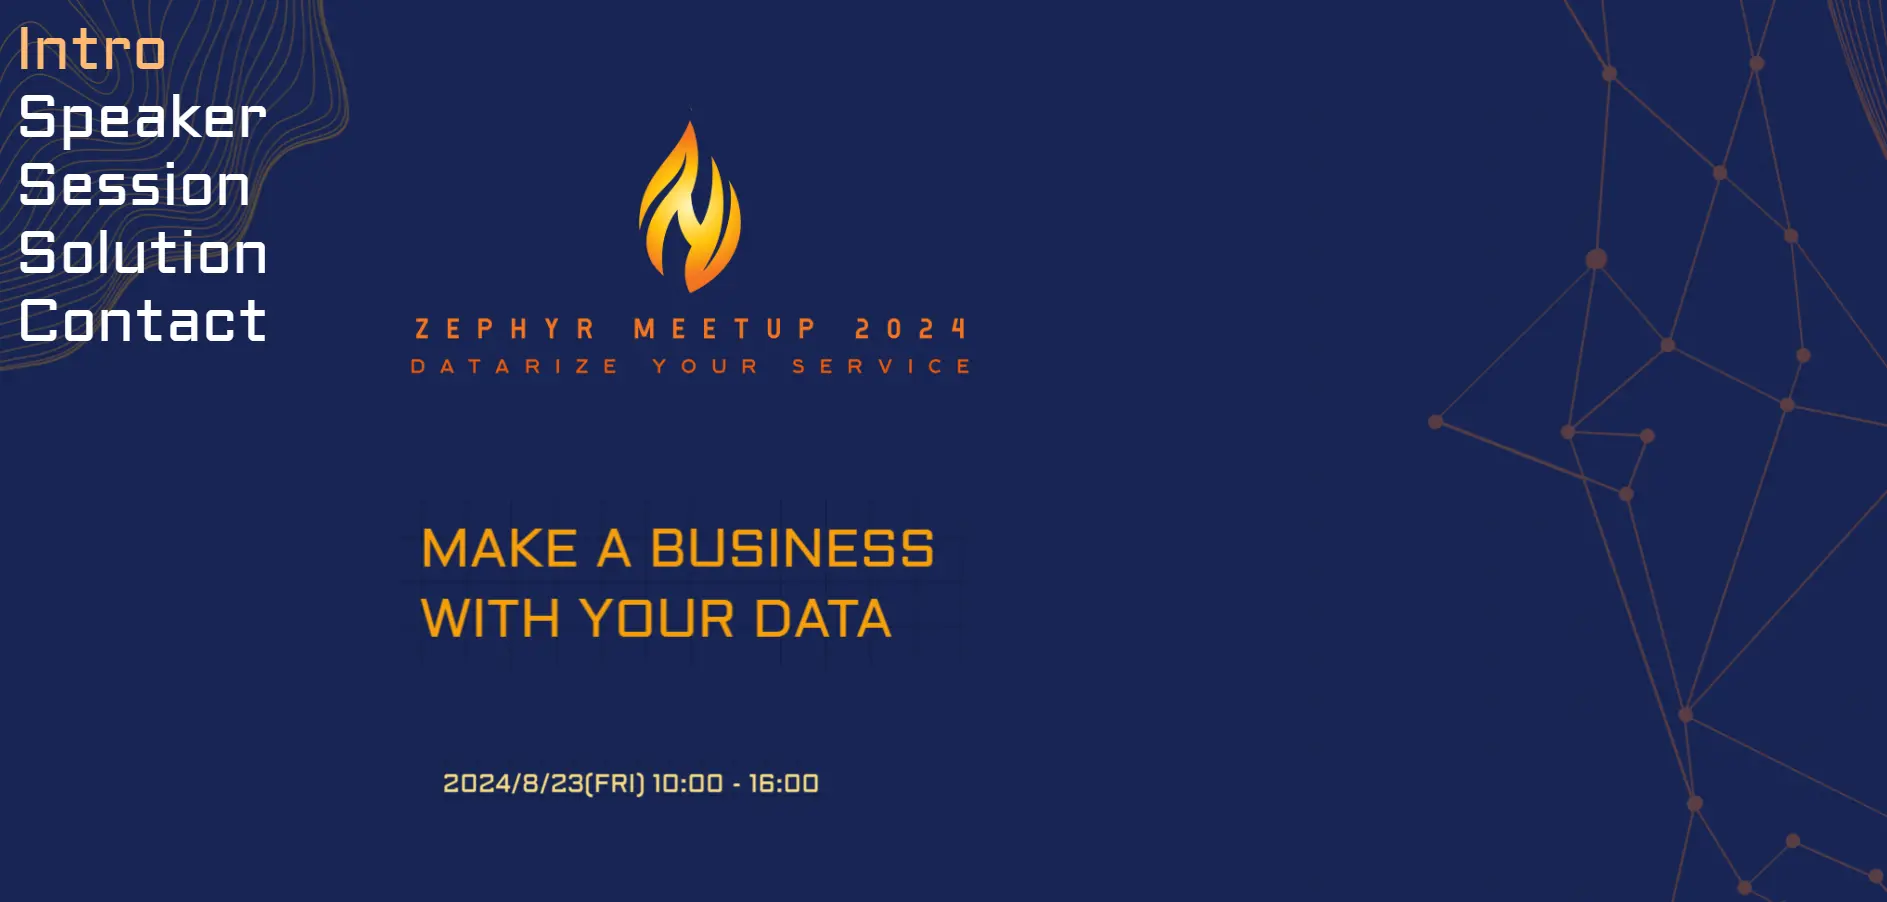 Intro
Speaker
Session
Solution
Contact
ZEPHYR MEETUP 2024
DATARIZE YOUR SERVICE
MAKE A BUSINESS
WITH YOUR DATA
2024/8/23(FRI) 10:00 - 16:00